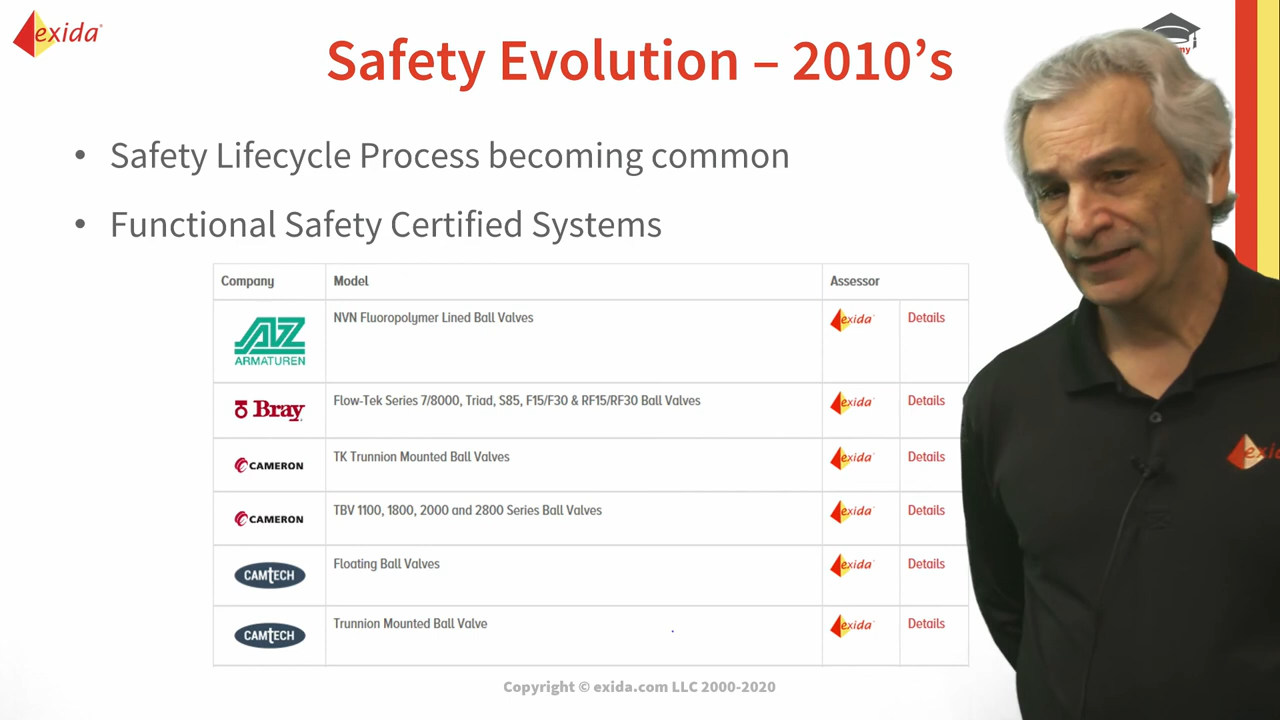 exida
Safety Evolution – 2010's
• Safety Lifecycle Process becoming common
• Functional Safety Certified Systems
Company Model Assessor
AZ
ARMATUREN
NVN Fluoropolymer Lined Ball Valves exida Details
Bray Flow-Tek Series 7/8000, Triad, S85, F15/F30 & RF15/RF30 Ball Valves exida Details
CAMERON TK Trunnion Mounted Ball Valves exida Details
CAMERON TBV 1100, 1800, 2000 and 2800 Series Ball Valves exida Details
CAMTECH Floating Ball Valves exida Details
CAMTECH Trunnion Mounted Ball Valve exida Details
Copyright © exida.com LLC 2000-2020